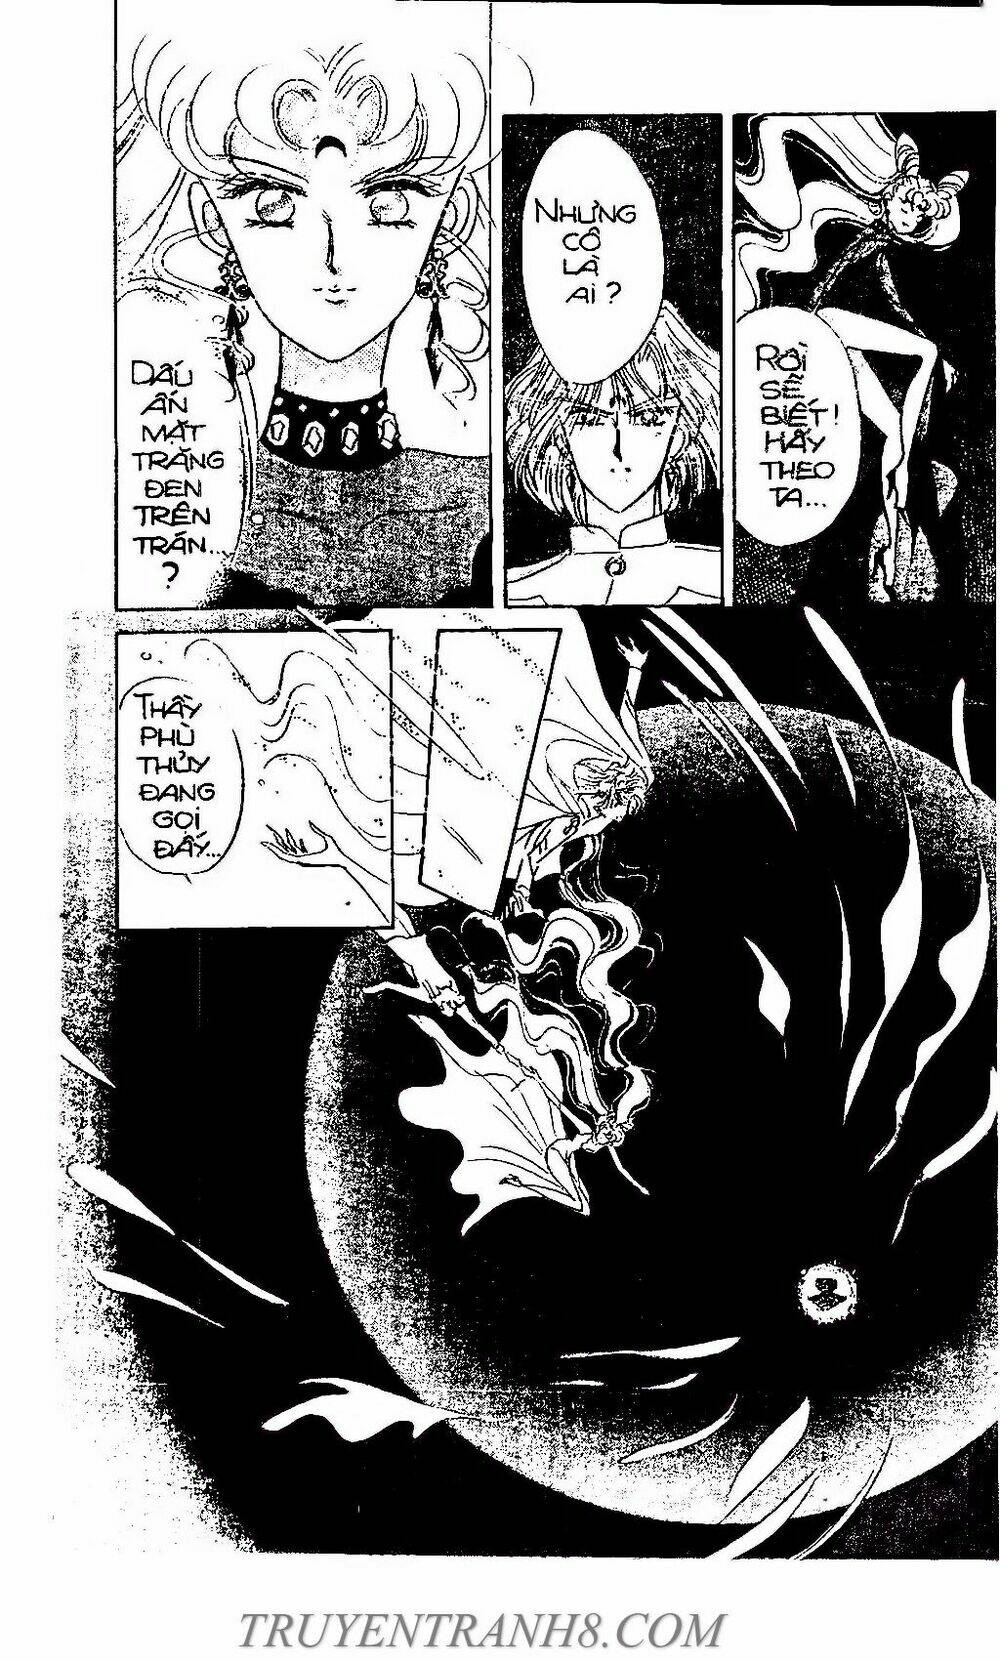 DẤU
ẤN
MẶT
TRĂNG
ĐEN
TRÊN
TRÁN...
?
NHƯNG
CÔ
LÀ
AI ?
RỒI
SẼ
BIẾT !
HÃY
THEO
TA...
THẦY
PHÙ
THỦY
ĐANG
GỌI
ĐẤY...
TRUYENTRANH8.COM